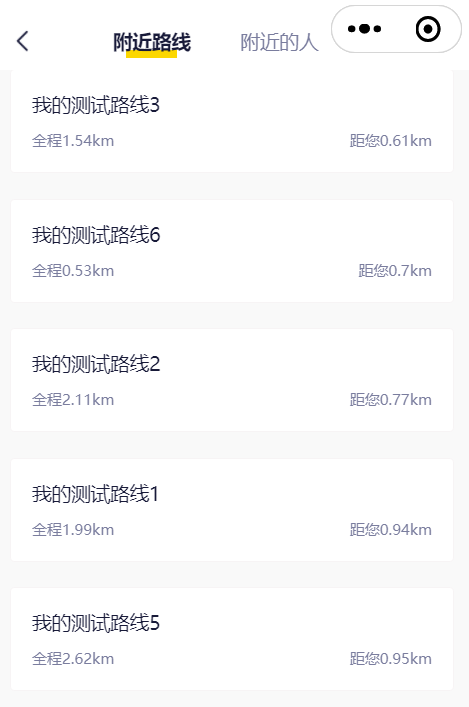 附近路线 附近的人
我的测试路线3
全程1.54km 距您0.61km
我的测试路线6
全程0.53km 距您0.7km
我的测试路线2
全程2.11km 距您0.77km
我的测试路线1
全程1.99km 距您0.94km
我的测试路线5
全程2.62km 距您0.95km